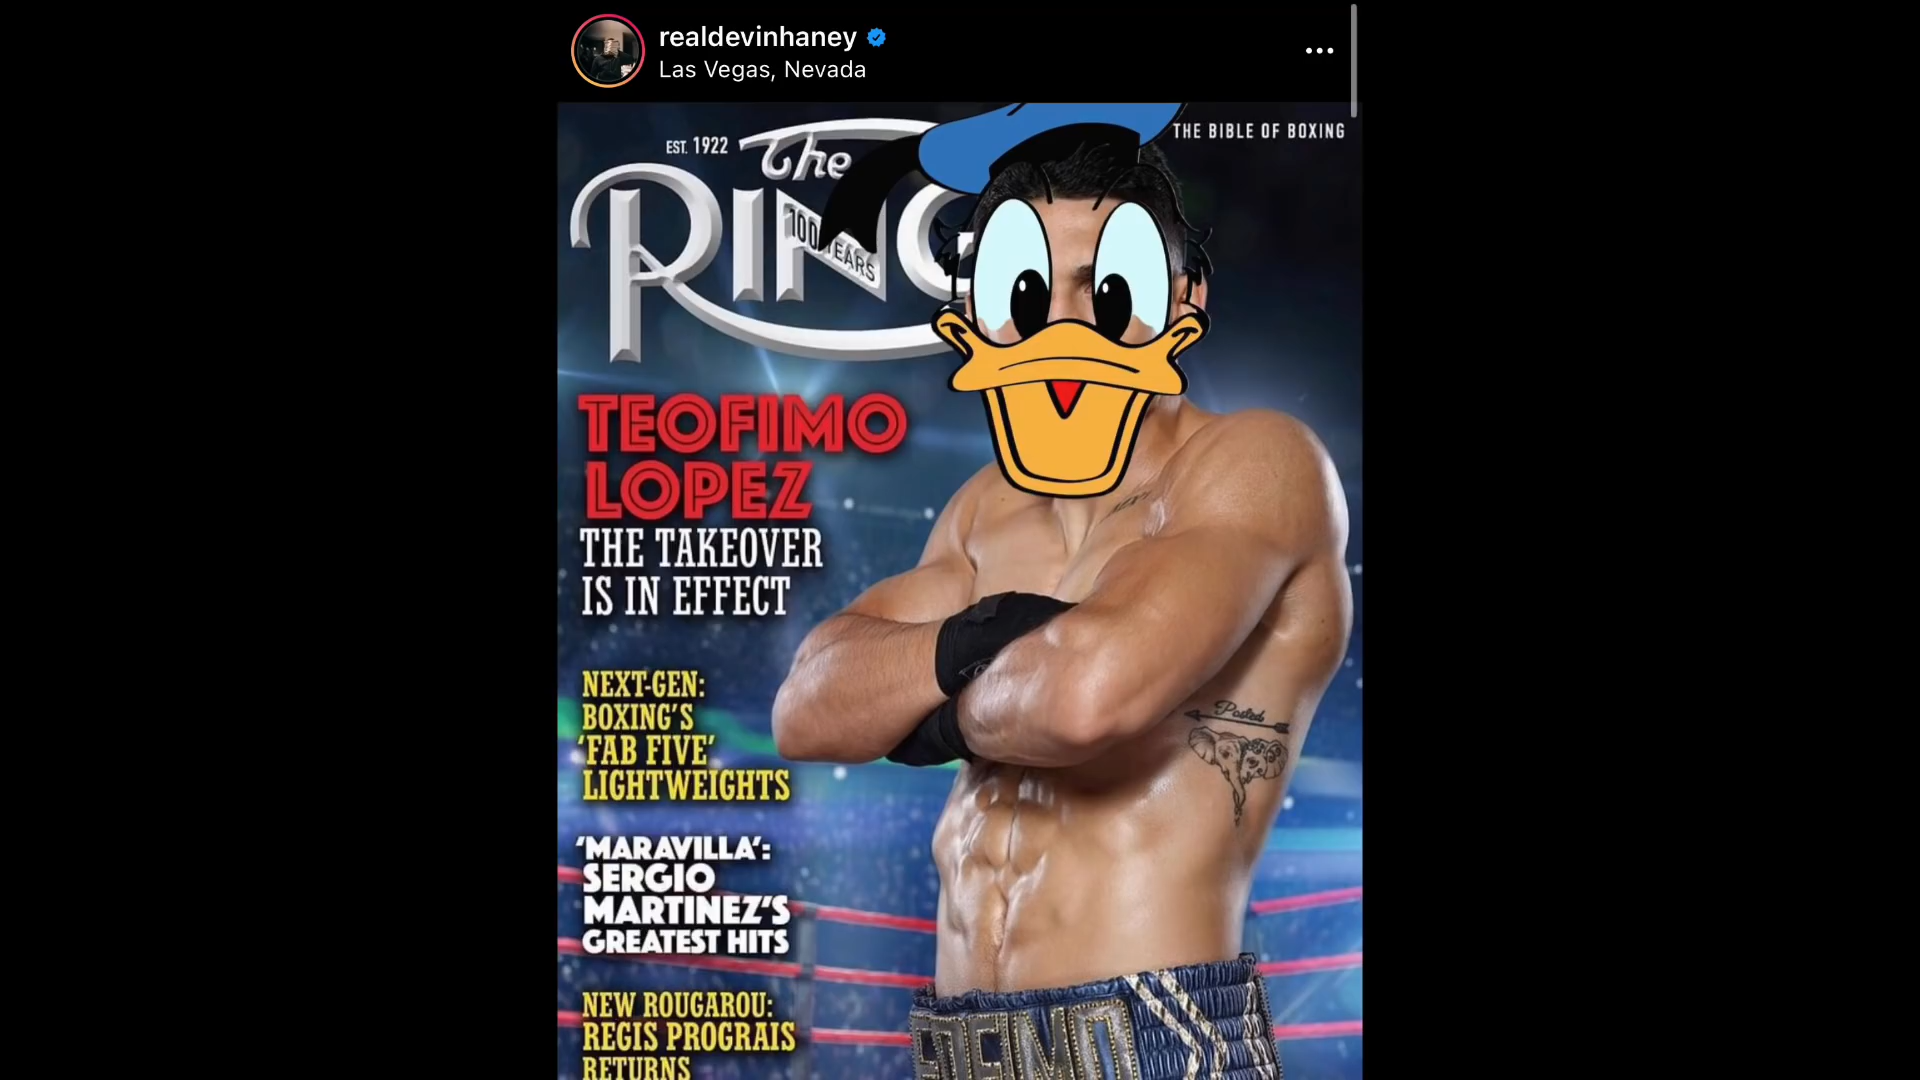 realdevinhaney
Las Vegas, Nevada
EST. 1922
The
THE BIBLE OF BOXING
RING
100 YEARS
TEOFIMO
LOPEZ
THE TAKEOVER
IS IN EFFECT
NEXT-GEN:
BOXING'S
'FAB FIVE'
LIGHTWEIGHTS
Posted
'MARAVILLA':
SERGIO
MARTINEZ'S
GREATEST HITS
NEW ROUGAROU:
REGIS PROGRAIS
RETURNS